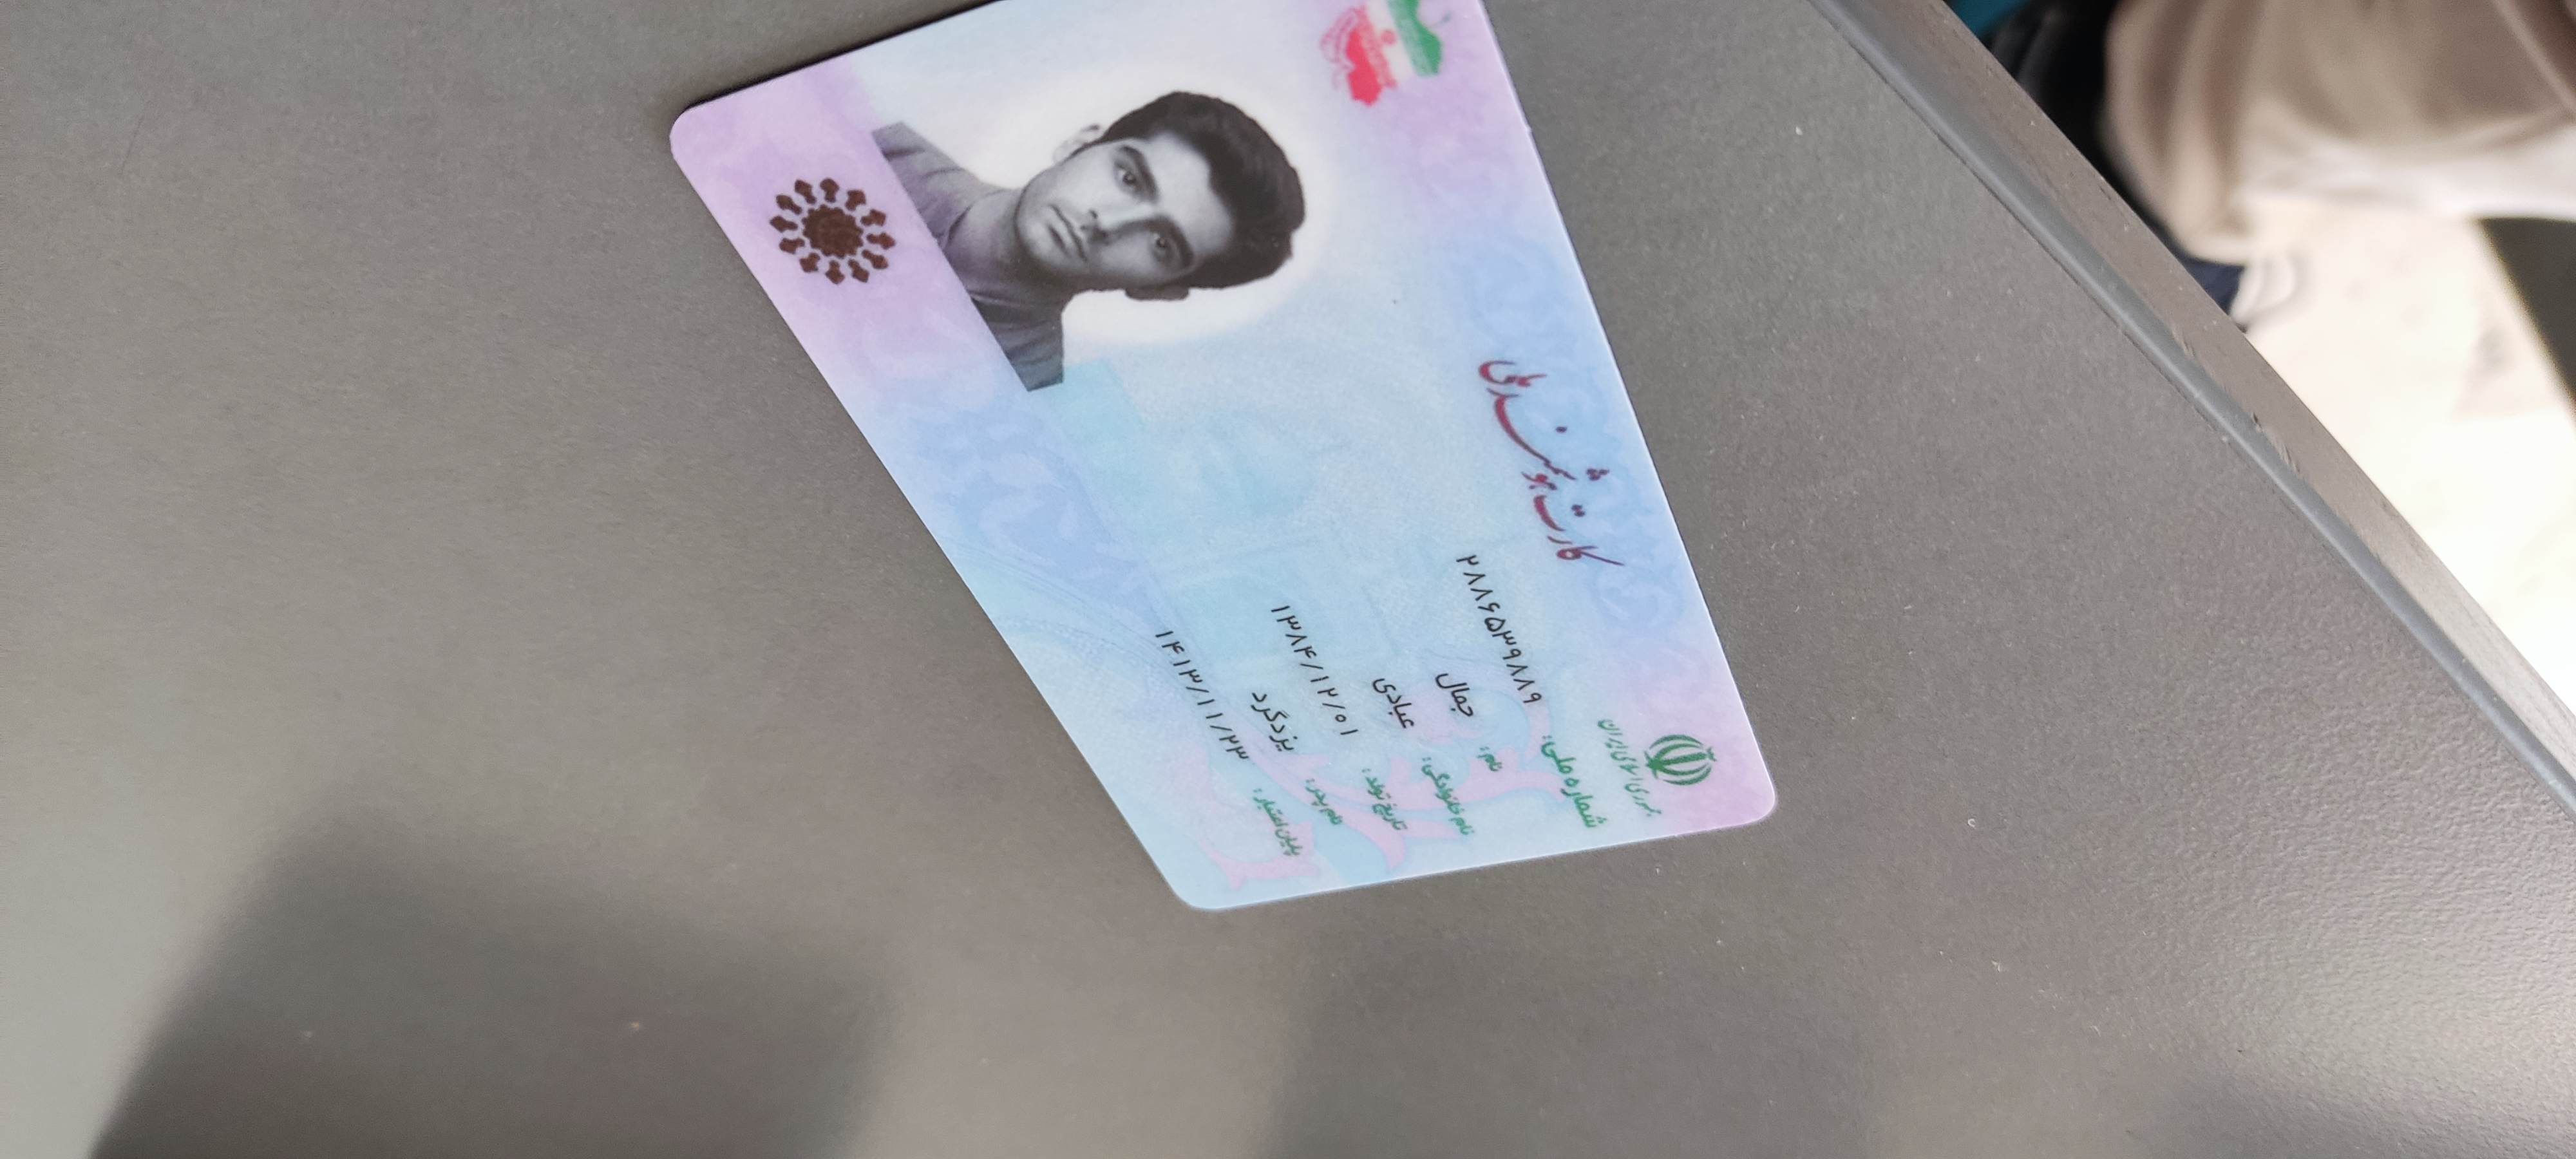 جمهوری اسلامی ایران
کارت هوشمند ملی
شماره ملی: ۲۸۸۶۵۳۹۸۸۹
نام: جمال
نام خانوادگی: عبادی
تاریخ تولد: ۱۳۸۴/۱۲/۰۱
نام پدر: یزدگرد
پایان اعتبار: ۱۴۱۳/۱۱/۲۳